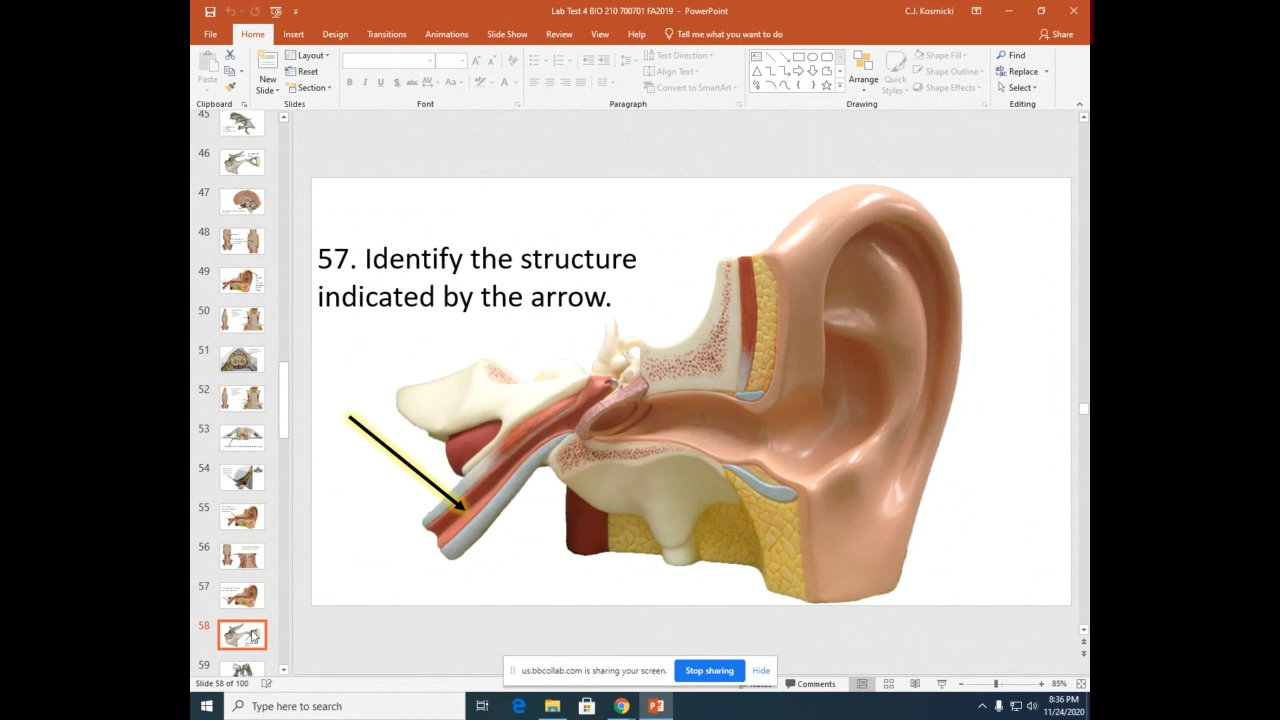 Lab Test 4 BIO 210 700701 FA2019 - PowerPoint
C.J. Kosmicki
File Home Insert Design Transitions Animations Slide Show Review View Help Tell me what you want to do Share
Paste
New Slide
Layout
Reset
Section
Text Direction
Align Text
Convert to SmartArt
Arrange
Quick Styles
Shape Fill
Shape Outline
Shape Effects
Find
Replace
Select
Clipboard Slides Font Paragraph Drawing Editing
45
46
47
48
49
50
51
52
53
54
55
56
57
58
59
57. Identify the structure
indicated by the arrow.
us.bbcollab.com is sharing your screen. Stop sharing Hide
Slide 58 of 100
Comments
85%
Type here to search
8:36 PM
11/24/2020